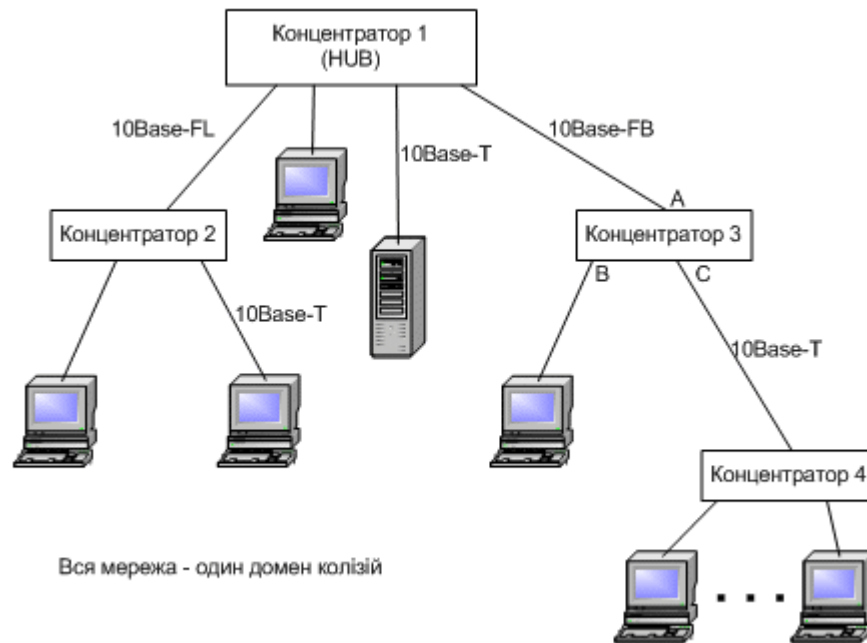 Концентратор 1
(HUB)
10Base-FL
10Base-T
10Base-FB
A
Концентратор 2
Концентратор 3
B
C
10Base-T
10Base-T
Концентратор 4
Вся мережа - один домен колізій